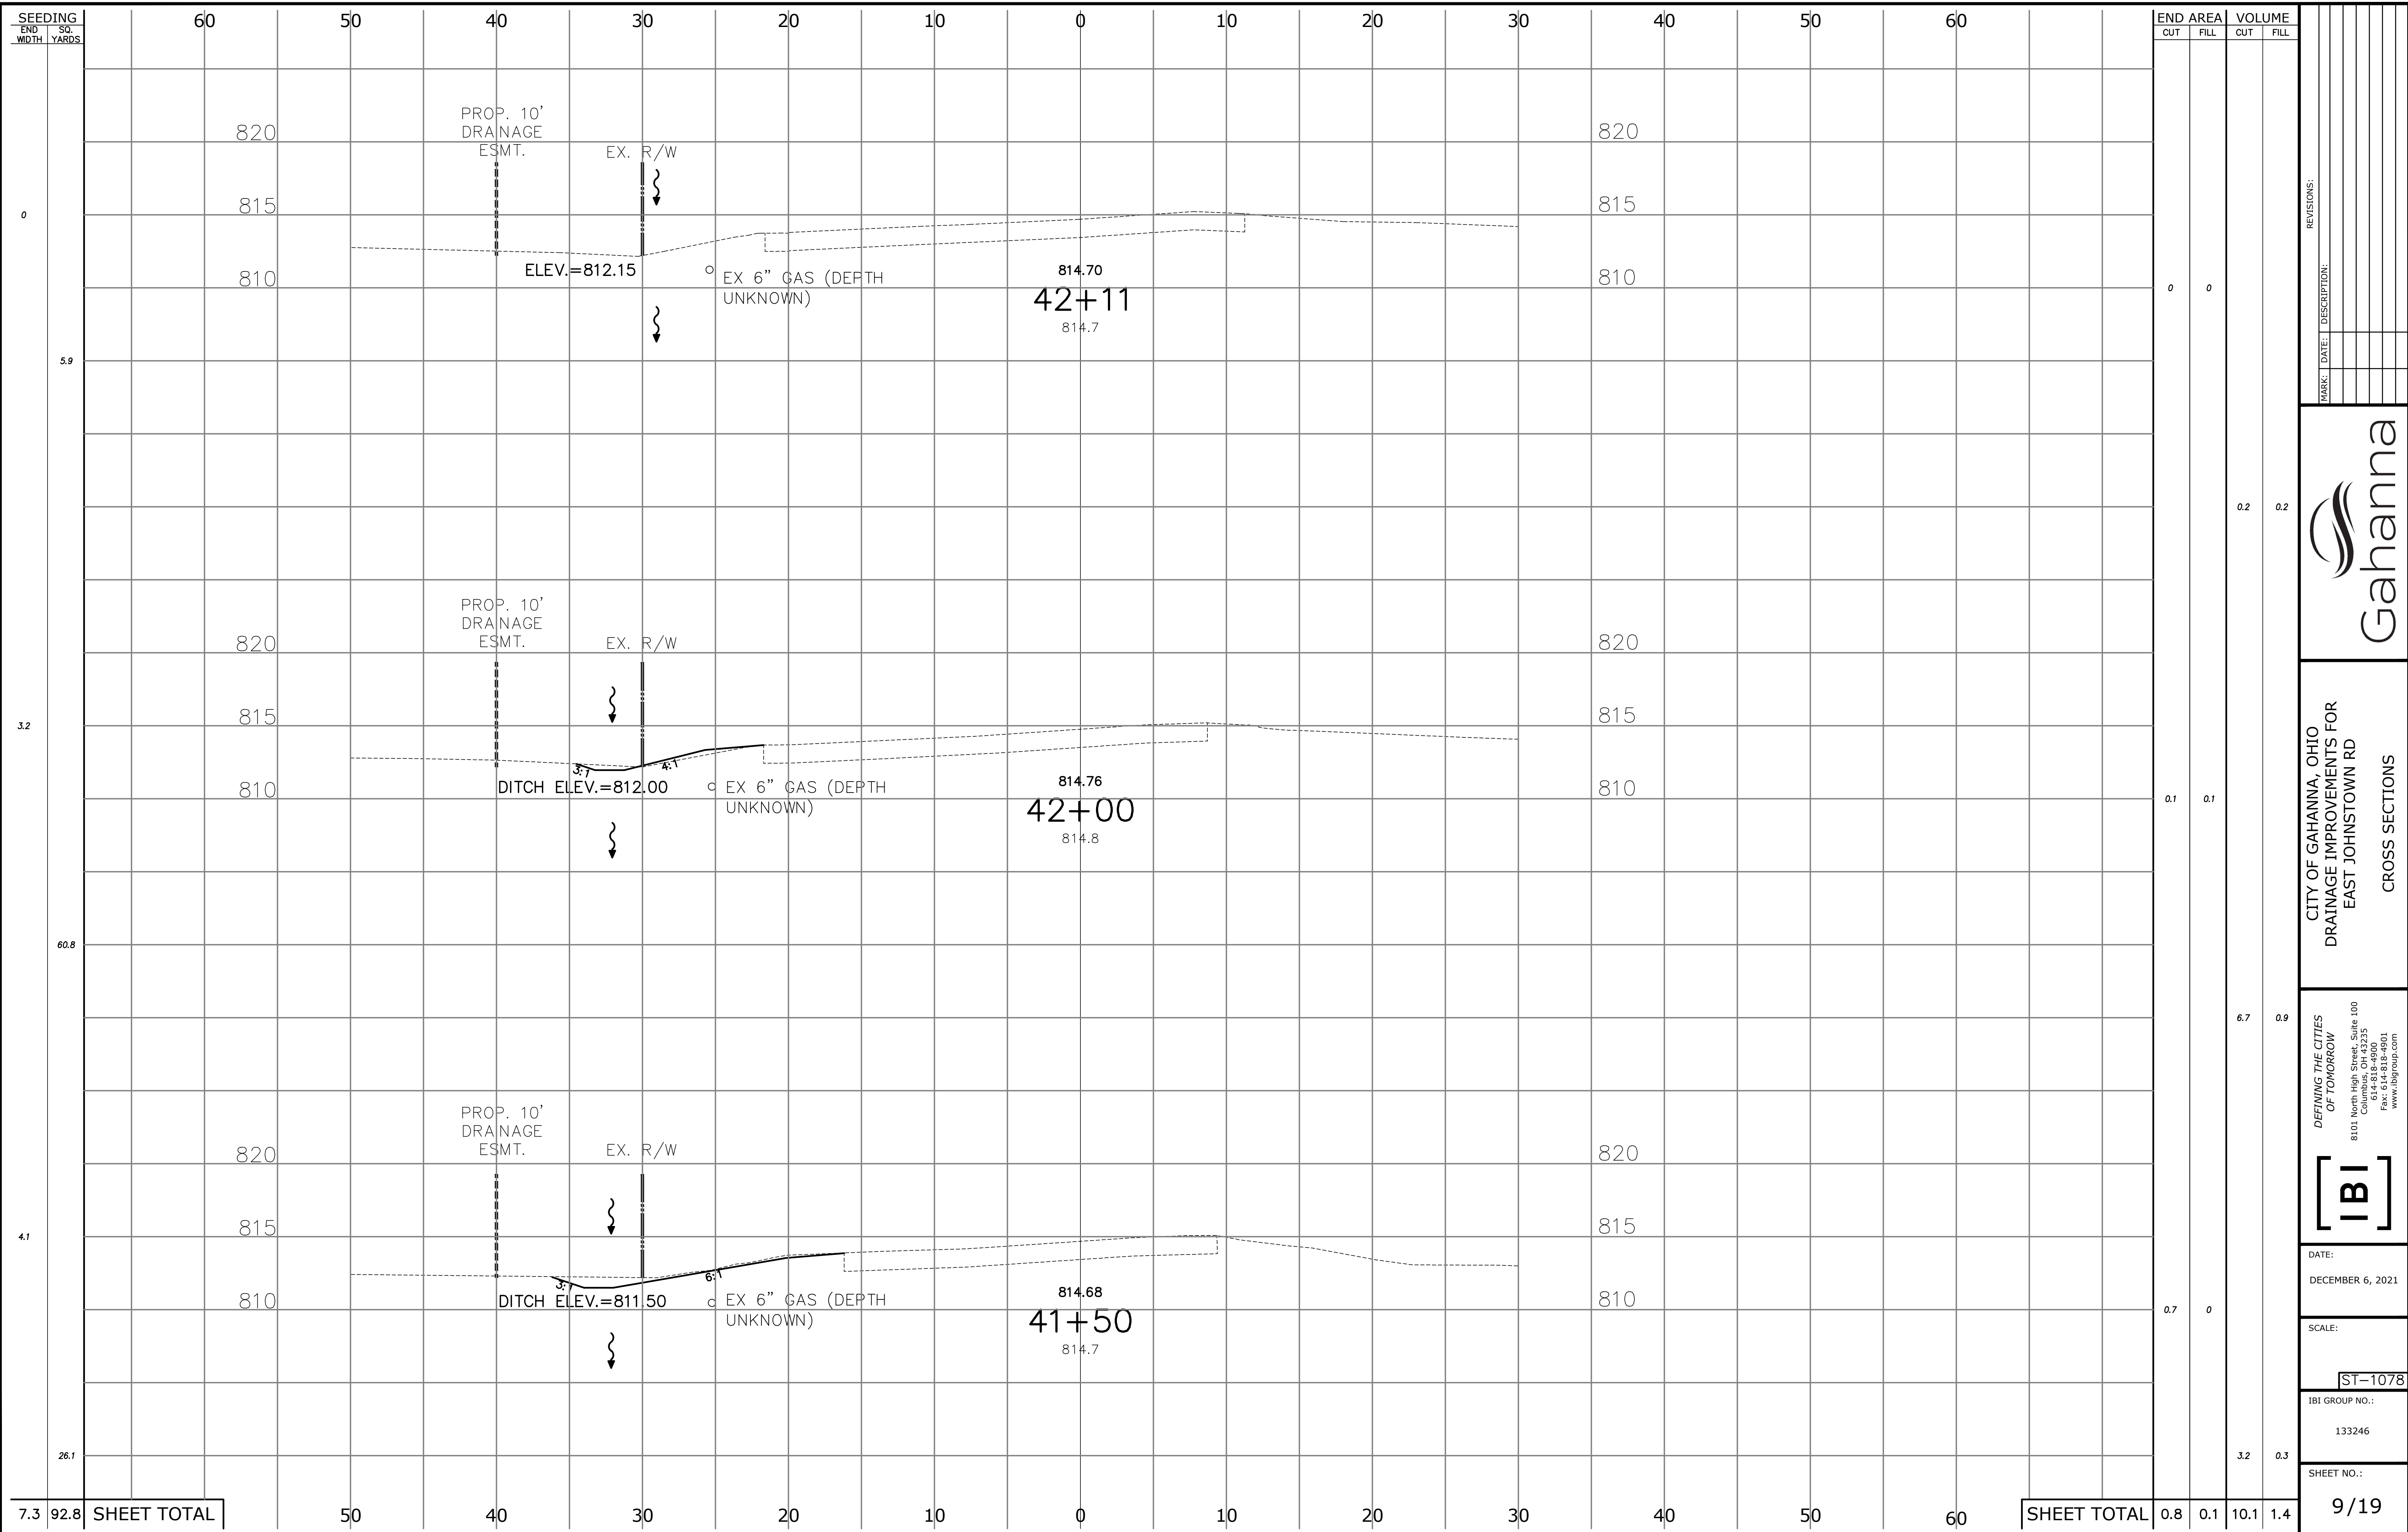 SEEDING
END WIDTH
SQ. YARDS
60 50 40 30 20 10 0 10 20 30 40 50 60
END AREA VOLUME
CUT FILL CUT FILL
PROP. 10'
DRAINAGE
ESMT.
EX. R/W
820 820
815 815
0
ELEV.=812.15
EX 6" GAS (DEPTH
UNKNOWN)
810 810
814.70
42+11
814.7
0 0
5.9
0.2 0.2
PROP. 10'
DRAINAGE
ESMT.
EX. R/W
820 820
815 815
3.2
3:1 4:1
DITCH ELEV.=812.00
EX 6" GAS (DEPTH
UNKNOWN)
810 810
814.76
42+00
814.8
0.1 0.1
60.8
6.7 0.9
PROP. 10'
DRAINAGE
ESMT.
EX. R/W
820 820
815 815
4.1
3:1 6:1
DITCH ELEV.=811.50
EX 6" GAS (DEPTH
UNKNOWN)
810 810
814.68
41+50
814.7
0.7 0
26.1
3.2 0.3
7.3 92.8 SHEET TOTAL
50 40 30 20 10 0 10 20 30 40 50 60
SHEET TOTAL 0.8 0.1 10.1 1.4
REVISIONS:
MARK: DATE: DESCRIPTION:
Gahanna
CITY OF GAHANNA, OHIO
DRAINAGE IMPROVEMENTS FOR
EAST JOHNSTOWN RD
CROSS SECTIONS
DEFINING THE CITIES
OF TOMORROW
8101 North High Street, Suite 100
Columbus, OH 43235
614-818-4900
Fax: 614-818-4901
www.ibigroup.com
IBI
DATE:
DECEMBER 6, 2021
SCALE:
ST-1078
IBI GROUP NO.:
133246
SHEET NO.:
9/19